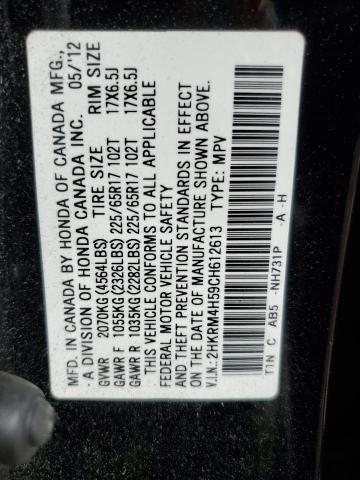 MFD. IN CANADA BY HONDA OF CANADA MFG.,
A DIVISION OF HONDA CANADA INC. 05/'12
TIRE SIZE RIM SIZE
GVWR 2070KG(4564LBS)
GAWR F 1055KG(2326LBS) 225/65R17 102T 17X6.5J
GAWR R 1035KG(2282LBS) 225/65R17 102T 17X6.5J
THIS VEHICLE CONFORMS TO ALL APPLICABLE
FEDERAL MOTOR VEHICLE SAFETY
AND THEFT PREVENTION STANDARDS IN EFFECT
ON THE DATE OF MANUFACTURE SHOWN ABOVE.
V.I.N.:2HKRM4H59CH612613 TYPE: MPV
T1N C AB5 -NH731P -A -H